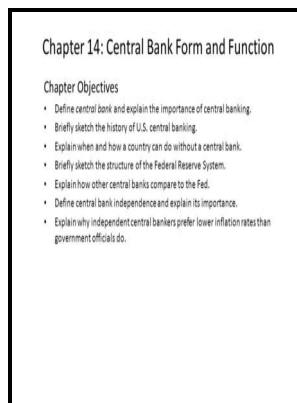 Chapter 14: Central Bank Form and Function
Chapter Objectives
• Define central bank and explain the importance of central banking.
• Briefly sketch the history of U.S. central banking.
• Explain when and how a country can do without a central bank.
• Briefly sketch the structure of the Federal Reserve System.
• Explain how other central banks compare to the Fed.
• Define central bank independence and explain its importance.
• Explain why independent central bankers prefer lower inflation rates than
government officials do.